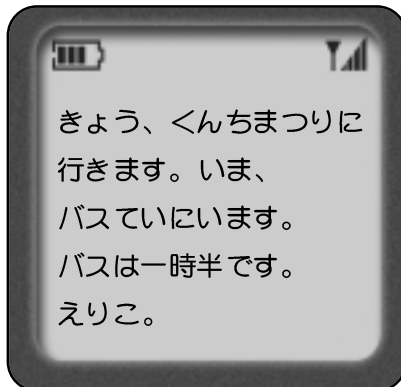 きょう、くんちまつりに
行きます。いま、
バスていにいます。
バスは一時半です。
えりこ。